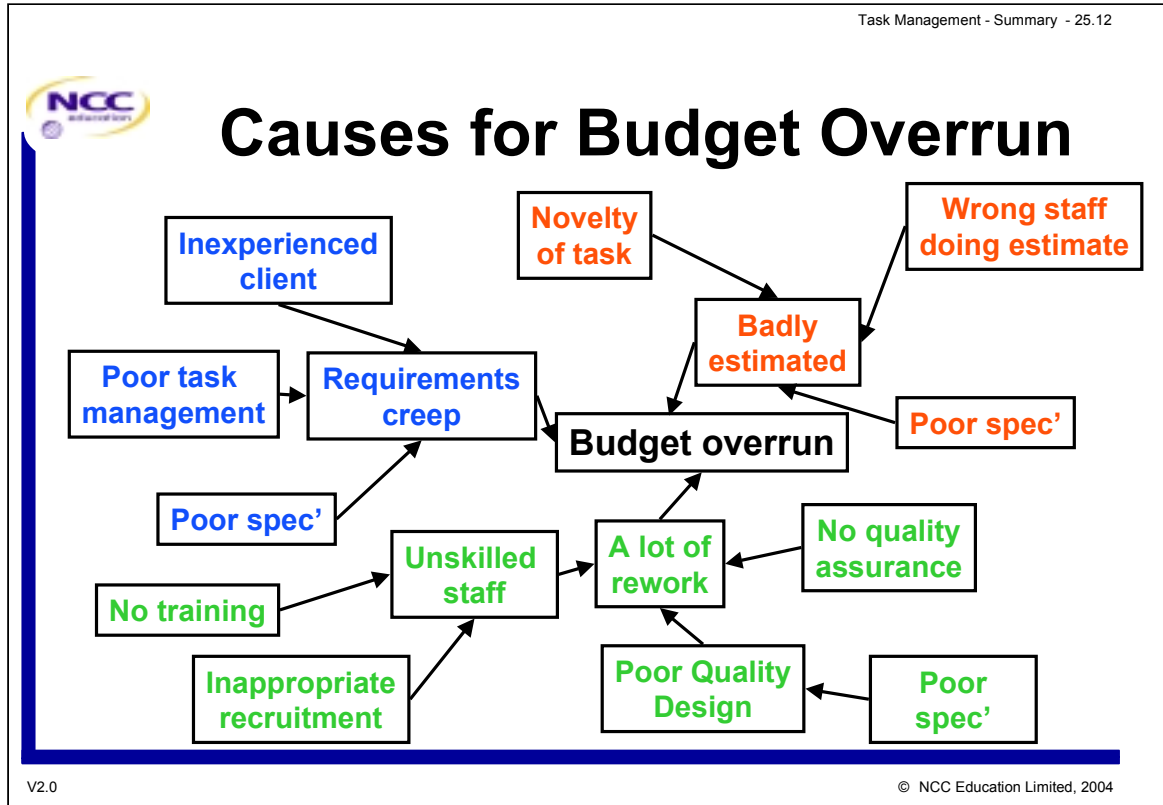 Task Management - Summary - 25.12
NCC
education
Causes for Budget Overrun
Inexperienced
client
Poor task
management
Requirements
creep
Poor spec’
Novelty
of task
Wrong staff
doing estimate
Badly
estimated
Poor spec’
Budget overrun
Unskilled
staff
No training
Inappropriate
recruitment
A lot of
rework
No quality
assurance
Poor Quality
Design
Poor
spec’
V2.0
© NCC Education Limited, 2004